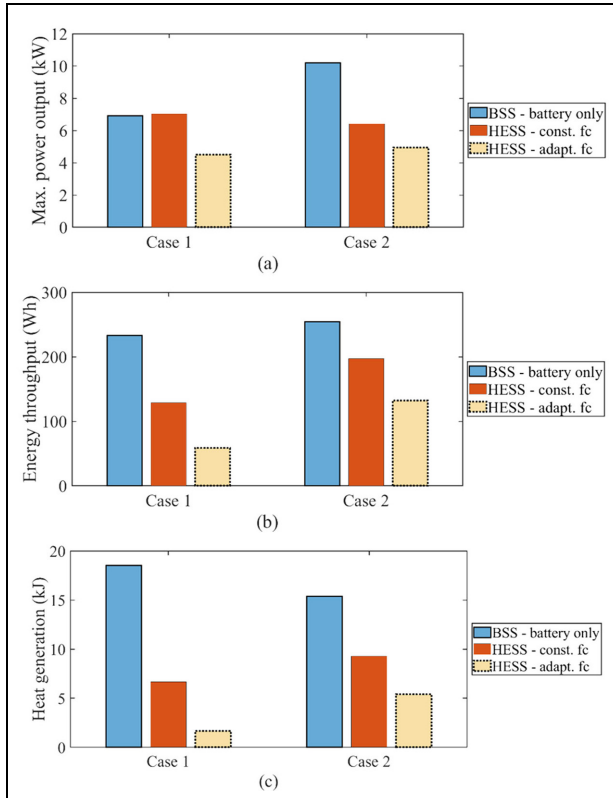 12
10
8
6
4
2
0
Max. power output (kW)
Case 1
Case 2
BSS - battery only
HESS - const. fc
HESS - adapt. fc
(a)
300
200
100
0
Energy throughput (Wh)
Case 1
Case 2
BSS - battery only
HESS - const. fc
HESS - adapt. fc
(b)
20
15
10
5
0
Heat generation (kJ)
Case 1
Case 2
BSS - battery only
HESS - const. fc
HESS - adapt. fc
(c)